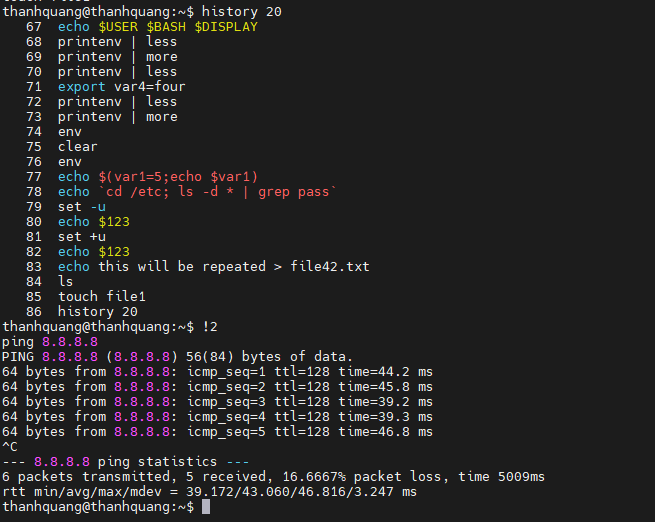 thanhquang@thanhquang:~$ history 20
67 echo $USER $BASH $DISPLAY
68 printenv | less
69 printenv | more
70 printenv | less
71 export var4=four
72 printenv | less
73 printenv | more
74 env
75 clear
76 env
77 echo $(var1=5;echo $var1)
78 echo `cd /etc; ls -d * | grep pass`
79 set -u
80 echo $123
81 set +u
82 echo $123
83 echo this will be repeated > file42.txt
84 ls
85 touch file1
86 history 20
thanhquang@thanhquang:~$ !2
ping 8.8.8.8
PING 8.8.8.8 (8.8.8.8) 56(84) bytes of data.
64 bytes from 8.8.8.8: icmp_seq=1 ttl=128 time=44.2 ms
64 bytes from 8.8.8.8: icmp_seq=2 ttl=128 time=45.8 ms
64 bytes from 8.8.8.8: icmp_seq=3 ttl=128 time=39.2 ms
64 bytes from 8.8.8.8: icmp_seq=4 ttl=128 time=39.3 ms
64 bytes from 8.8.8.8: icmp_seq=5 ttl=128 time=46.8 ms
^C
--- 8.8.8.8 ping statistics ---
6 packets transmitted, 5 received, 16.6667% packet loss, time 5009ms
rtt min/avg/max/mdev = 39.172/43.060/46.816/3.247 ms
thanhquang@thanhquang:~$